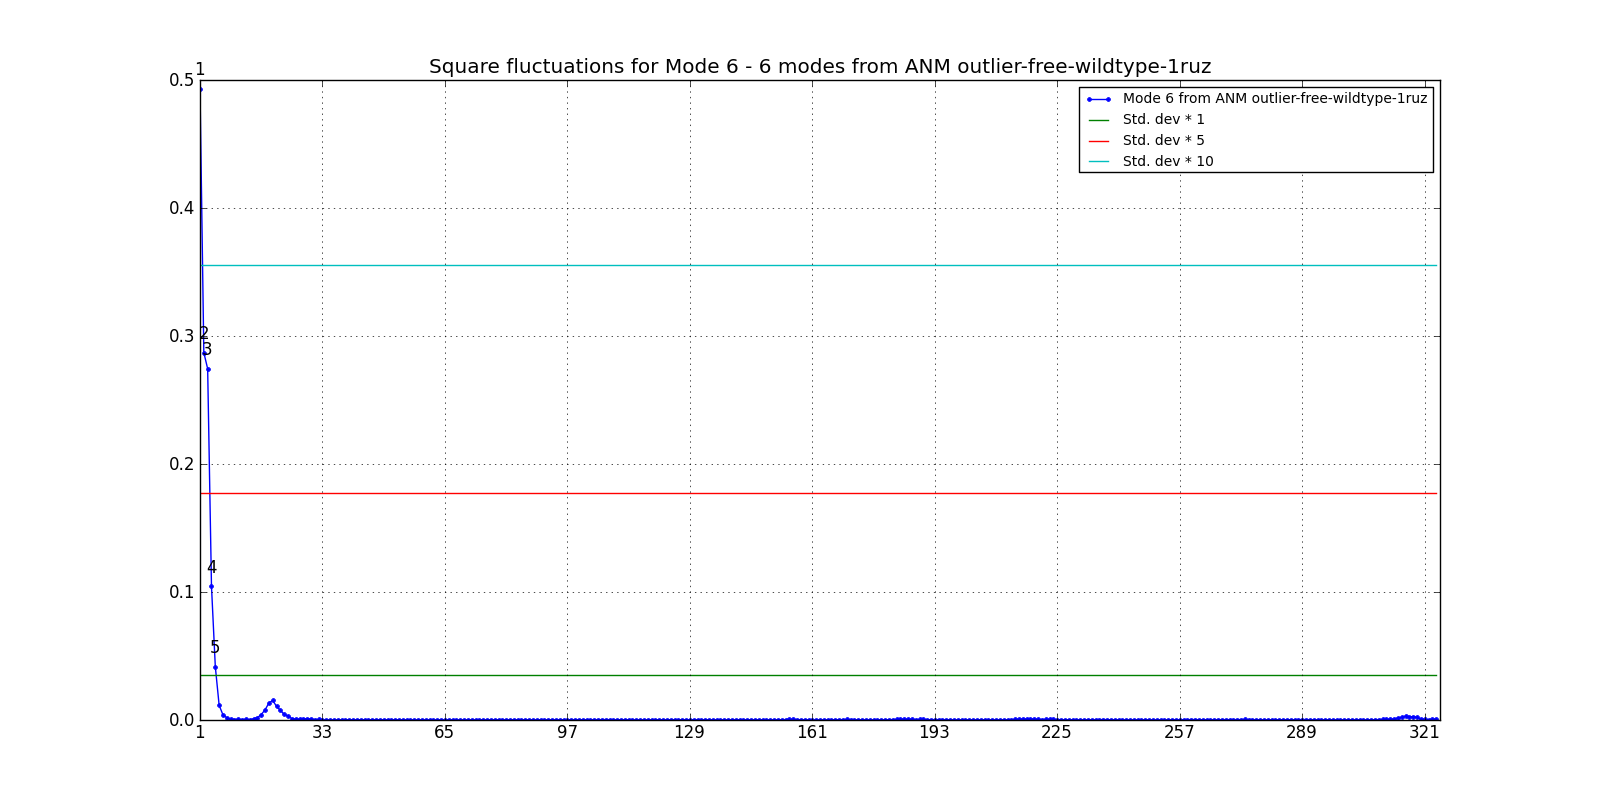 Square fluctuations for Mode 6 - 6 modes from ANM outlier-free-wildtype-1ruz
1
0.5
Mode 6 from ANM outlier-free-wildtype-1ruz
Std. dev * 1
Std. dev * 5
Std. dev * 10
0.4
0.3
2
3
0.2
4
0.1
5
0.0
1 33 65 97 129 161 193 225 257 289 321